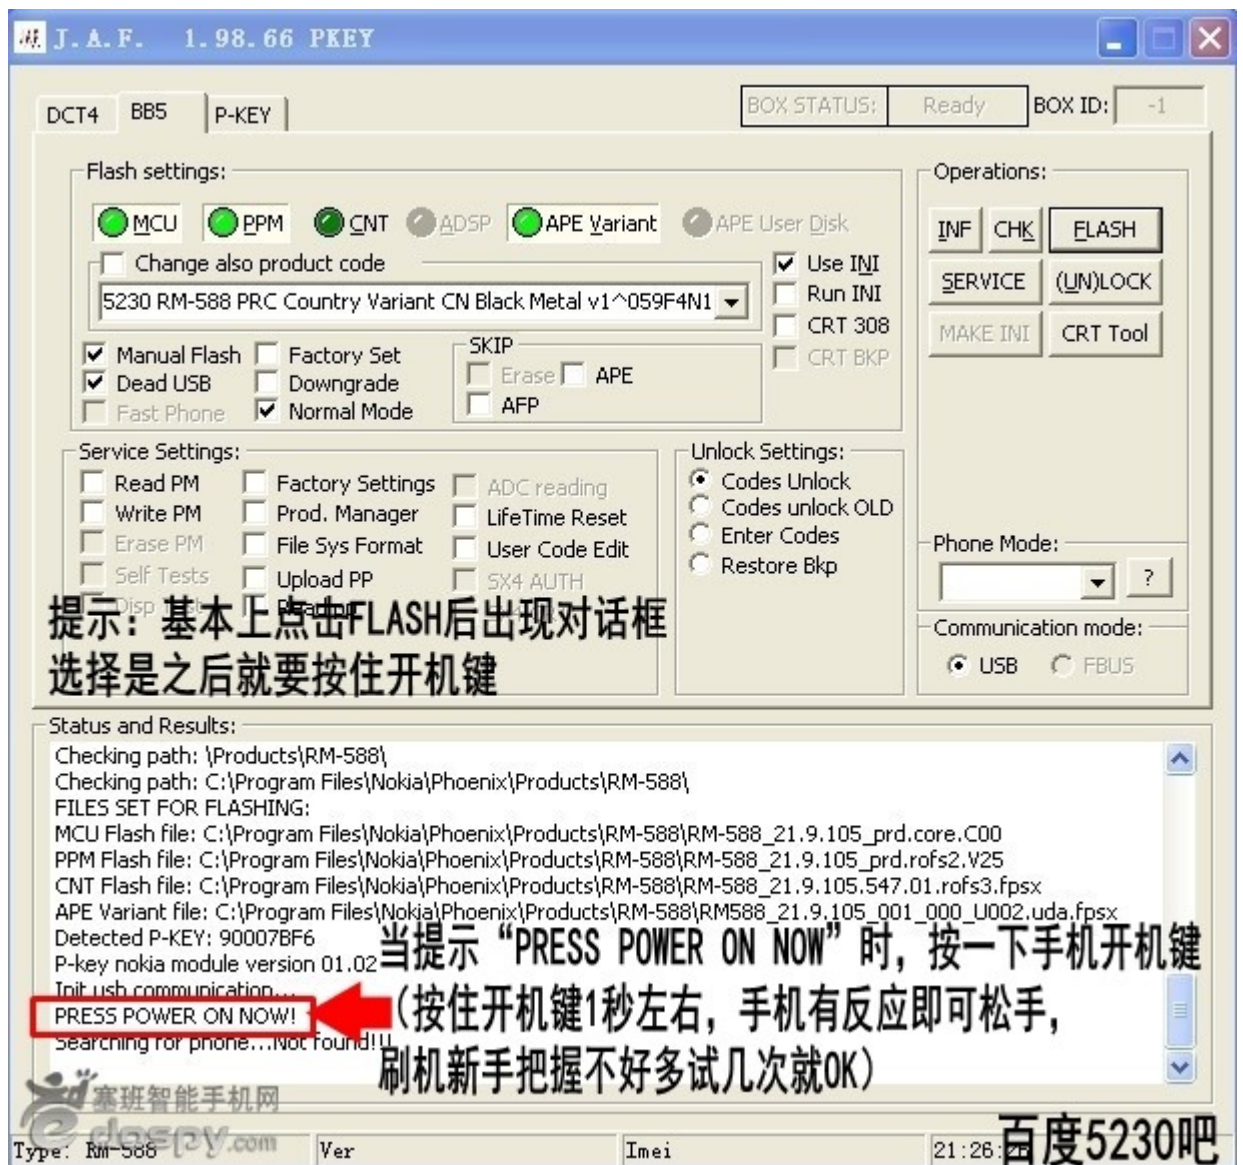 J.A.F. 1.98.66 PKEY
DCT4 BB5 P-KEY
BOX STATUS: Ready BOX ID: -1
Flash settings:
MCU PPM CNT ADSP APE Variant APE User Disk
Change also product code
5230 RM-588 PRC Country Variant CN Black Metal v1^059F4N1
Use INI
Run INI
CRT 308
CRT BKP
Manual Flash Factory Set
Dead USB Downgrade
Fast Phone Normal Mode
SKIP
Erase APE
AFP
Operations:
INF CHK FLASH
SERVICE (UN)LOCK
MAKE INI CRT Tool
Service Settings:
Read PM Factory Settings ADC reading
Write PM Prod. Manager LifeTime Reset
Erase PM File Sys Format User Code Edit
Self Tests Upload PP SX4 AUTH
Disp
提示：基本上点击FLASH后出现对话框
选择是之后就要按住开机键
Unlock Settings:
Codes Unlock
Codes unlock OLD
Enter Codes
Restore Bkp
Phone Mode:
?
Communication mode:
USB FBUS
Status and Results:
Checking path: \Products\RM-588\
Checking path: C:\Program Files\Nokia\Phoenix\Products\RM-588\
FILES SET FOR FLASHING:
MCU Flash file: C:\Program Files\Nokia\Phoenix\Products\RM-588\RM-588_21.9.105_prd.core.C00
PPM Flash file: C:\Program Files\Nokia\Phoenix\Products\RM-588\RM-588_21.9.105_prd.rofs2.V25
CNT Flash file: C:\Program Files\Nokia\Phoenix\Products\RM-588\RM-588_21.9.105.547.01.rofs3.fpsx
APE Variant file: C:\Program Files\Nokia\Phoenix\Products\RM-588\RM588_21.9.105_001_000_U002.uda.fpsx
Detected P-KEY: 90007BF6
P-key nokia module version 01.02
Init usb communication...
PRESS POWER ON NOW!
Searching for phone...Not found!!!
当提示“PRESS POWER ON NOW”时，按一下手机开机键
（按住开机键1秒左右，手机有反应即可松手，
刷机新手把握不好多试几次就OK）
塞班智能手机网
dospy.com
Type: RM-588 Ver Imei 21:26:
百度5230吧